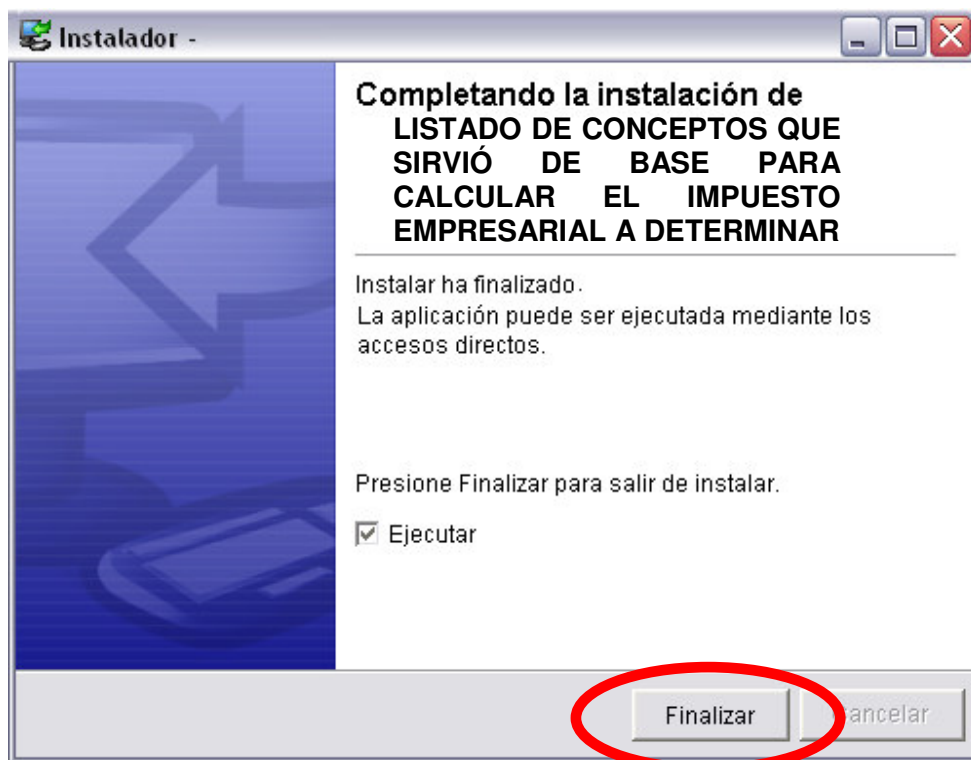 Instalador -
Completando la instalación de
LISTADO DE CONCEPTOS QUE
SIRVIÓ DE BASE PARA
CALCULAR EL IMPUESTO
EMPRESARIAL A DETERMINAR
Instalar ha finalizado.
La aplicación puede ser ejecutada mediante los
accesos directos.
Presione Finalizar para salir de instalar.
Ejecutar
Finalizar Cancelar